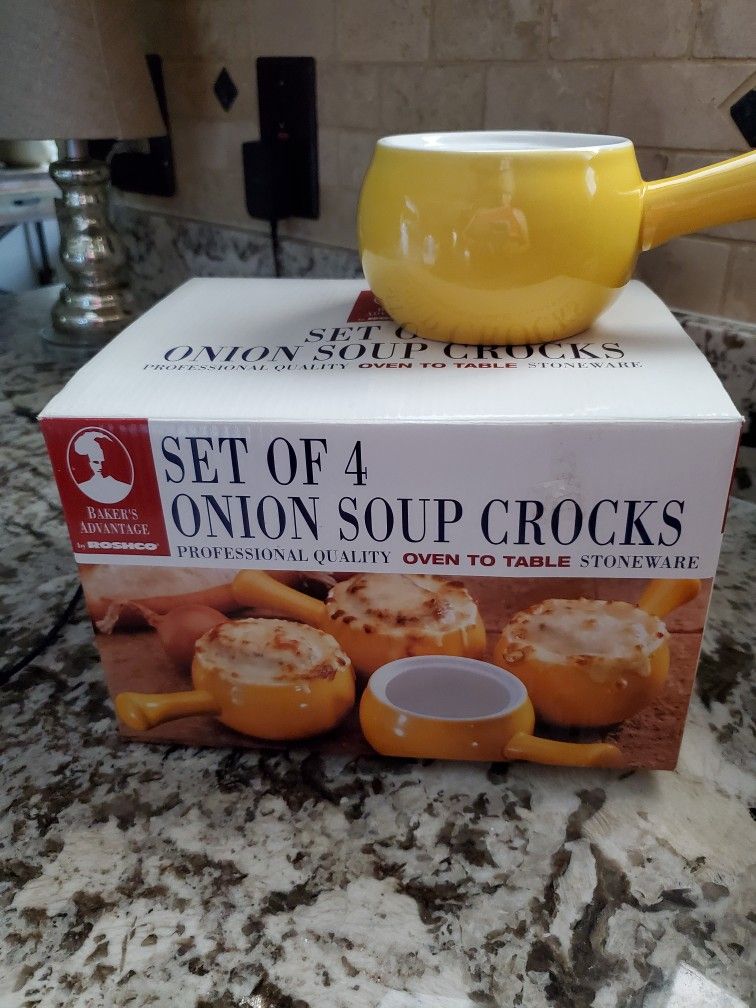 SET O
ONION SOUP CROCKS
PROFESSIONAL QUALITY OVEN TO TABLE STONEWARE
BAKER'S
ADVANTAGE
by ROSHCO
SET OF 4
ONION SOUP CROCKS
PROFESSIONAL QUALITY OVEN TO TABLE STONEWARE